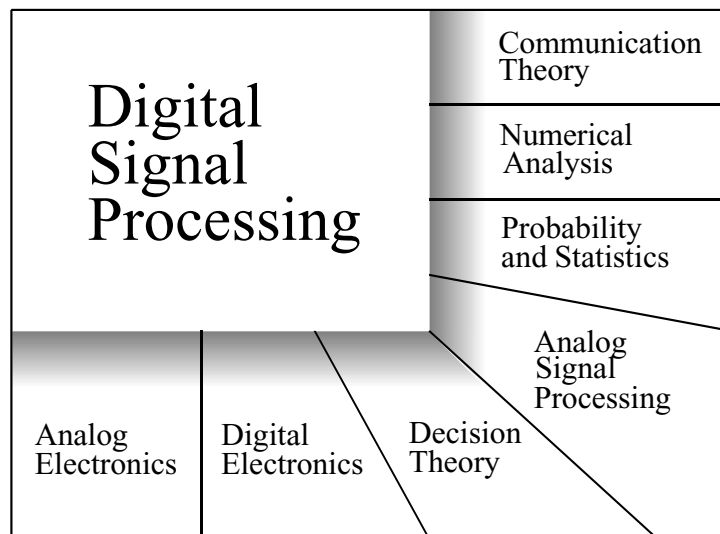 Digital
Signal
Processing
Communication
Theory
Numerical
Analysis
Probability
and Statistics
Analog
Signal
Processing
Decision
Theory
Digital
Electronics
Analog
Electronics